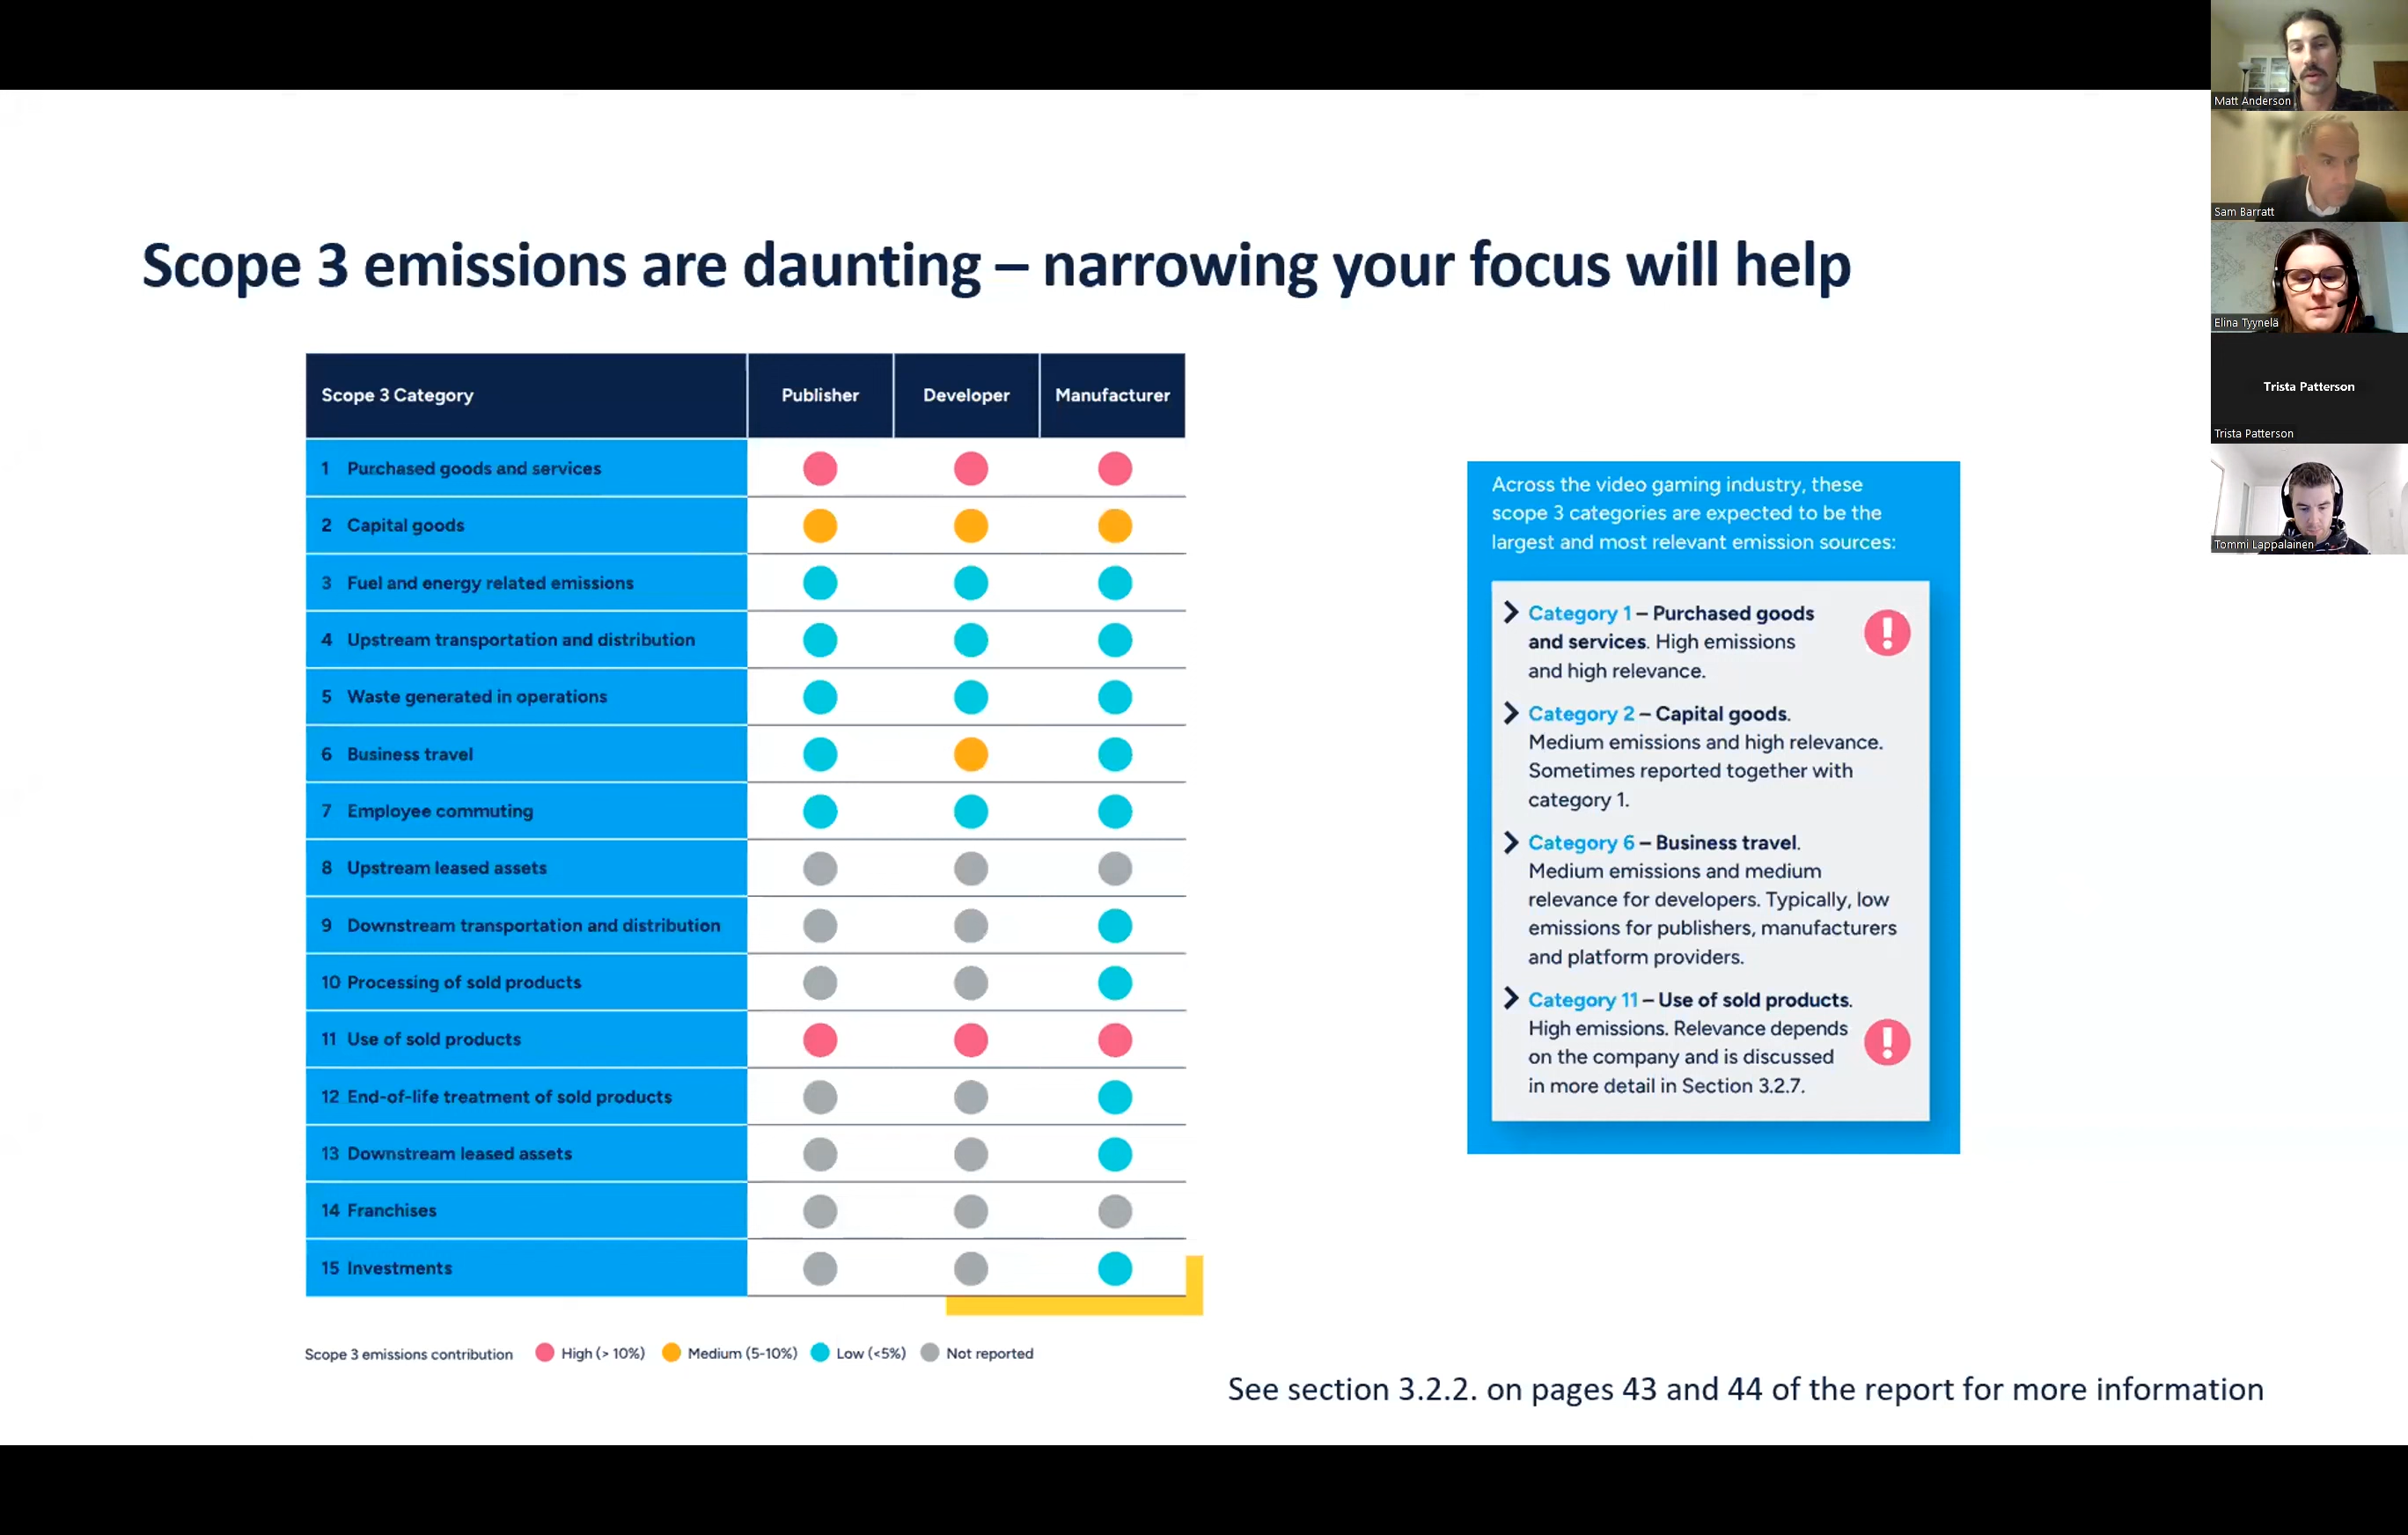 Scope 3 emissions are daunting – narrowing your focus will help
Scope 3 Category Publisher Developer Manufacturer
1 Purchased goods and services
2 Capital goods
3 Fuel and energy related emissions
4 Upstream transportation and distribution
5 Waste generated in operations
6 Business travel
7 Employee commuting
8 Upstream leased assets
9 Downstream transportation and distribution
10 Processing of sold products
11 Use of sold products
12 End-of-life treatment of sold products
13 Downstream leased assets
14 Franchises
15 Investments
Scope 3 emissions contribution High (> 10%) Medium (5-10%) Low (<5%) Not reported
Across the video gaming industry, these
scope 3 categories are expected to be the
largest and most relevant emission sources:
Category 1 – Purchased goods
and services. High emissions
and high relevance.
!
Category 2 – Capital goods.
Medium emissions and high relevance.
Sometimes reported together with
category 1.
Category 6 – Business travel.
Medium emissions and medium
relevance for developers. Typically, low
emissions for publishers, manufacturers
and platform providers.
Category 11 – Use of sold products.
High emissions. Relevance depends
on the company and is discussed
in more detail in Section 3.2.7.
!
See section 3.2.2. on pages 43 and 44 of the report for more information
Matt Anderson
Sam Barratt
Elina Tyynelä
Trista Patterson
Trista Patterson
Tommi Lappalainen